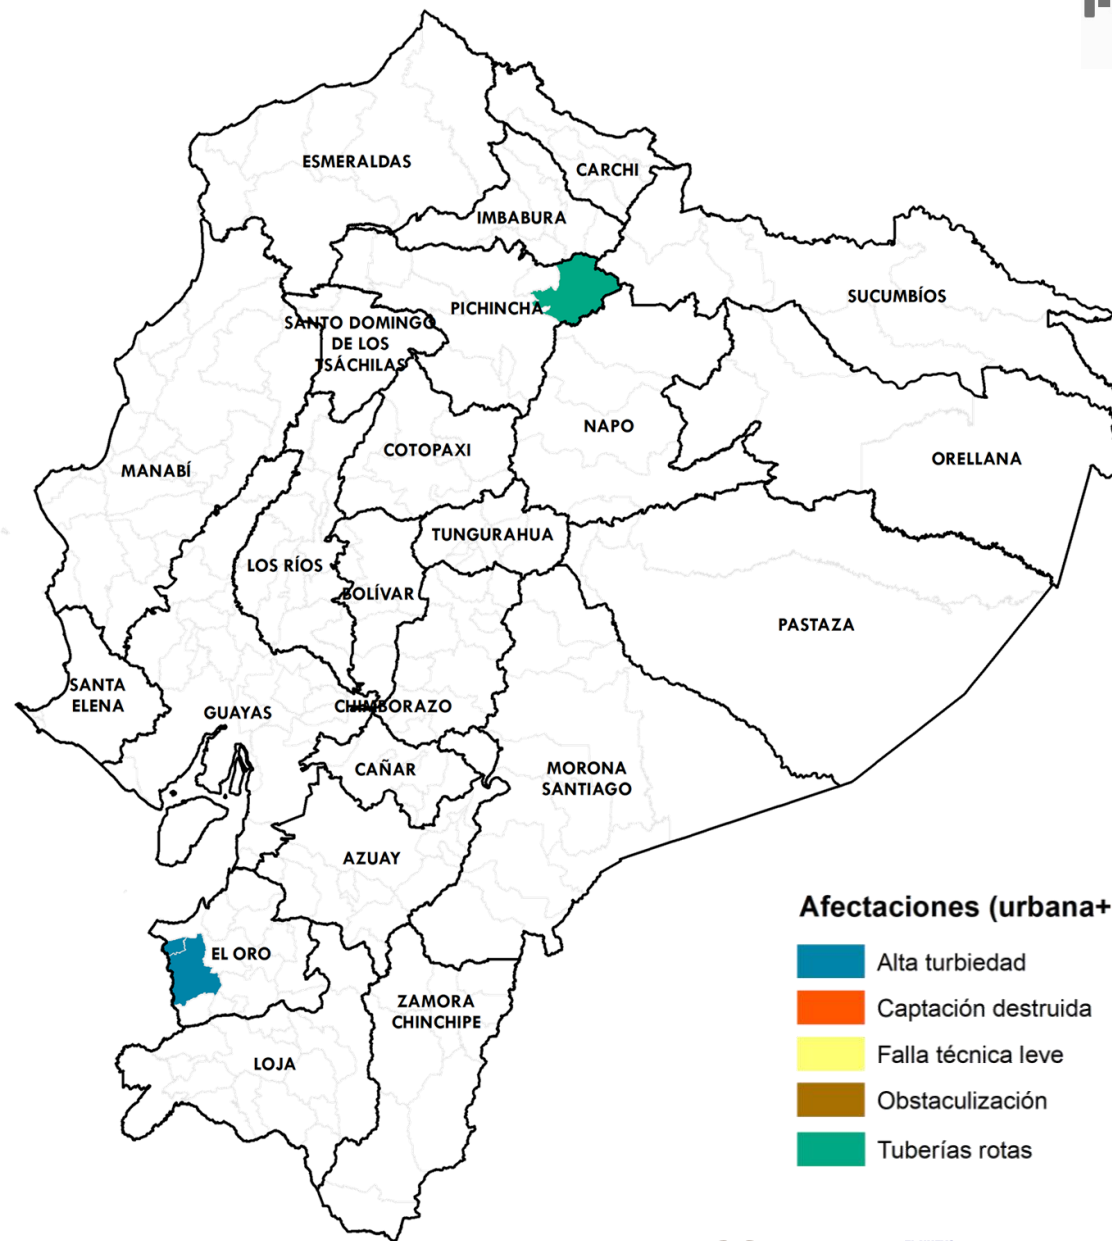 ESMERALDAS
CARCHI
IMBABURA
SUCUMBÍOS
PICHINCHA
SANTO DOMINGO
DE LOS
TSÁCHILAS
NAPO
COTOPAXI
ORELLANA
MANABÍ
TUNGURAHUA
LOS RÍOS
BOLÍVAR
PASTAZA
SANTA
ELENA
GUAYAS
CHIMBORAZO
CAÑAR
MORONA
SANTIAGO
AZUAY
EL ORO
ZAMORA
CHINCHIPE
LOJA
Afectaciones (urbana+
Alta turbiedad
Captación destruida
Falla técnica leve
Obstaculización
Tuberías rotas